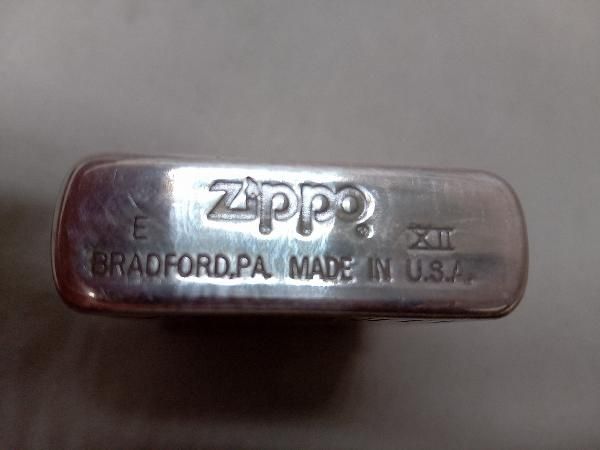 Zippo ®
E XII
BRADFORD,PA. MADE IN U.S.A.